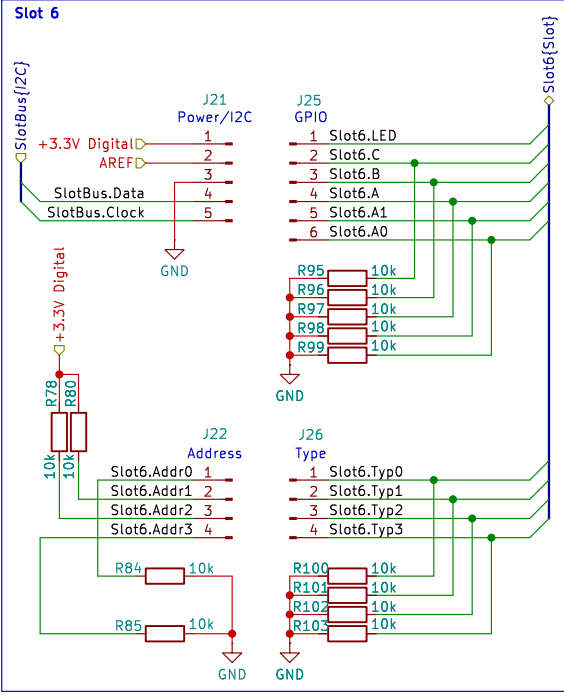 Slot 6
SlotBus{I2C}
Slot6{Slot}
J21
Power/I2C
+3.3V Digital 1
AREF 2
3
SlotBus.Data 4
SlotBus.Clock 5
GND
J25
GPIO
1 Slot6.LED
2 Slot6.C
3 Slot6.B
4 Slot6.A
5 Slot6.A1
6 Slot6.A0
R95 10k
R96 10k
R97 10k
R98 10k
R99 10k
GND
+3.3V Digital
R78 10k
R80 10k
J22
Address
Slot6.Addr0 1
Slot6.Addr1 2
Slot6.Addr2 3
Slot6.Addr3 4
R84 10k
R85 10k
GND
J26
Type
1 Slot6.Typ0
2 Slot6.Typ1
3 Slot6.Typ2
4 Slot6.Typ3
R100 10k
R101 10k
R102 10k
R103 10k
GND